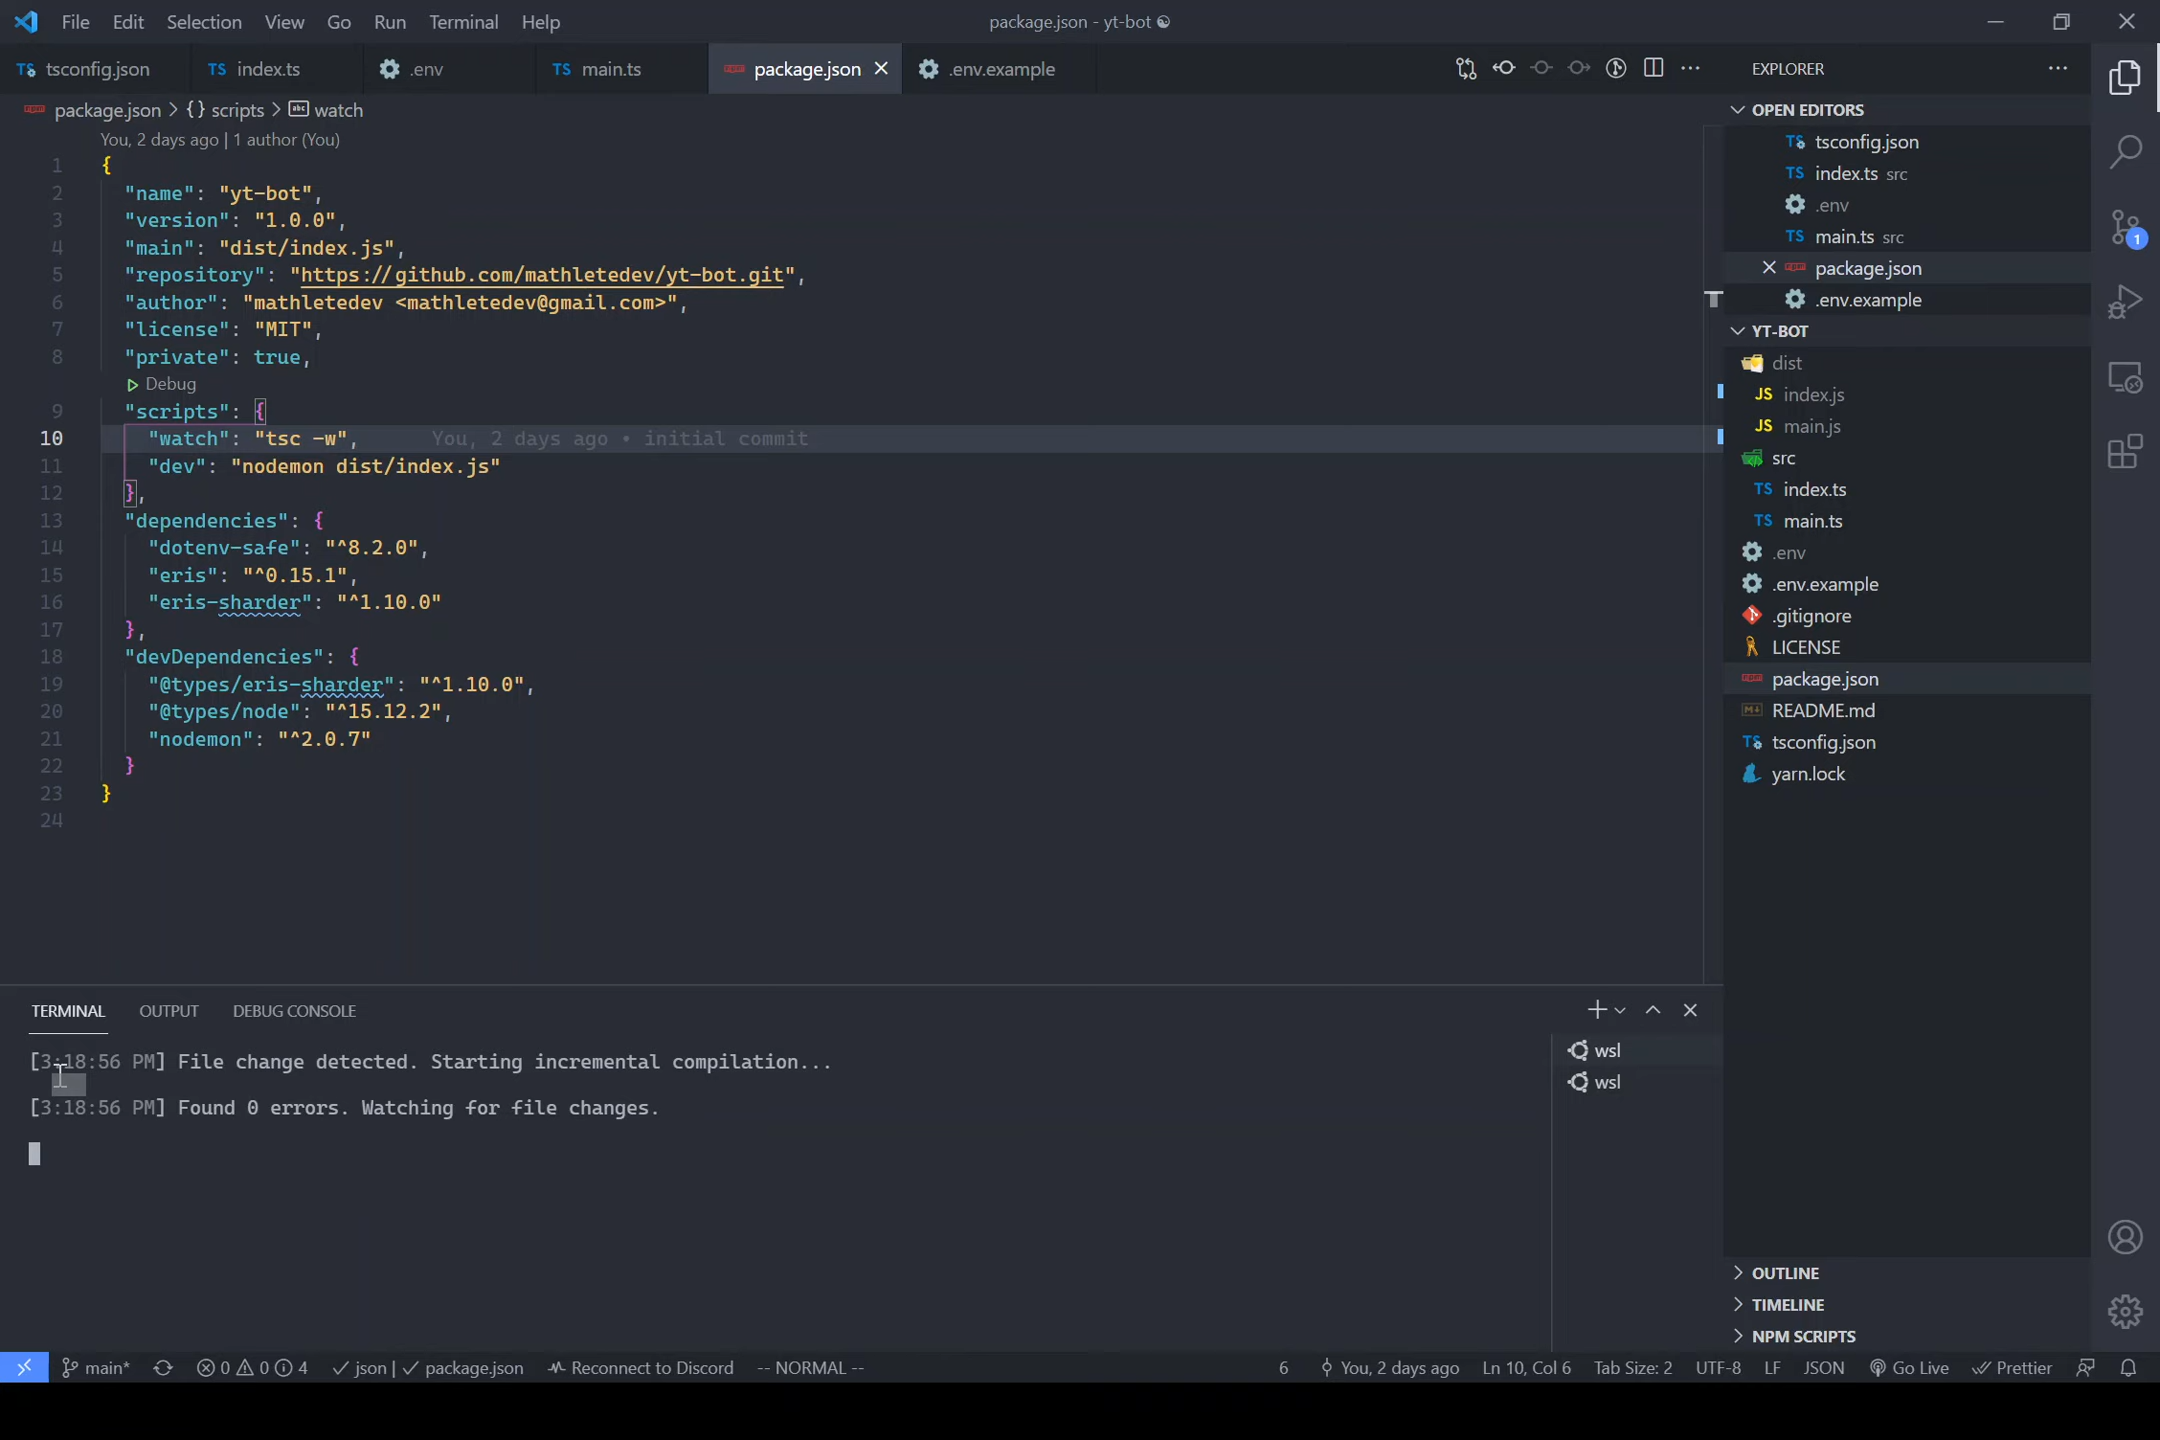 File Edit Selection View Go Run Terminal Help
package.json - yt-bot
tsconfig.json
index.ts
.env
main.ts
package.json
.env.example
package.json > {} scripts > watch
You, 2 days ago | 1 author (You)
1 {
2 "name": "yt-bot",
3 "version": "1.0.0",
4 "main": "dist/index.js",
5 "repository": "https://github.com/mathletedev/yt-bot.git",
6 "author": "mathletedev <mathletedev@gmail.com>",
7 "license": "MIT",
8 "private": true,
Debug
9 "scripts": {
10 "watch": "tsc -w", You, 2 days ago • initial commit
11 "dev": "nodemon dist/index.js"
12 },
13 "dependencies": {
14 "dotenv-safe": "^8.2.0",
15 "eris": "^0.15.1",
16 "eris-sharder": "^1.10.0"
17 },
18 "devDependencies": {
19 "@types/eris-sharder": "^1.10.0",
20 "@types/node": "^15.12.2",
21 "nodemon": "^2.0.7"
22 }
23 }
24
TERMINAL OUTPUT DEBUG CONSOLE
[3:18:56 PM] File change detected. Starting incremental compilation...
[3:18:56 PM] Found 0 errors. Watching for file changes.
wsl
wsl
EXPLORER
OPEN EDITORS
tsconfig.json
index.ts src
.env
main.ts src
package.json
.env.example
YT-BOT
dist
JS index.js
JS main.js
src
TS index.ts
TS main.ts
.env
.env.example
.gitignore
LICENSE
package.json
README.md
tsconfig.json
yarn.lock
OUTLINE
TIMELINE
NPM SCRIPTS
1
main* 0 0 4 json | package.json Reconnect to Discord -- NORMAL -- 6 You, 2 days ago Ln 10, Col 6 Tab Size: 2 UTF-8 LF JSON Go Live Prettier